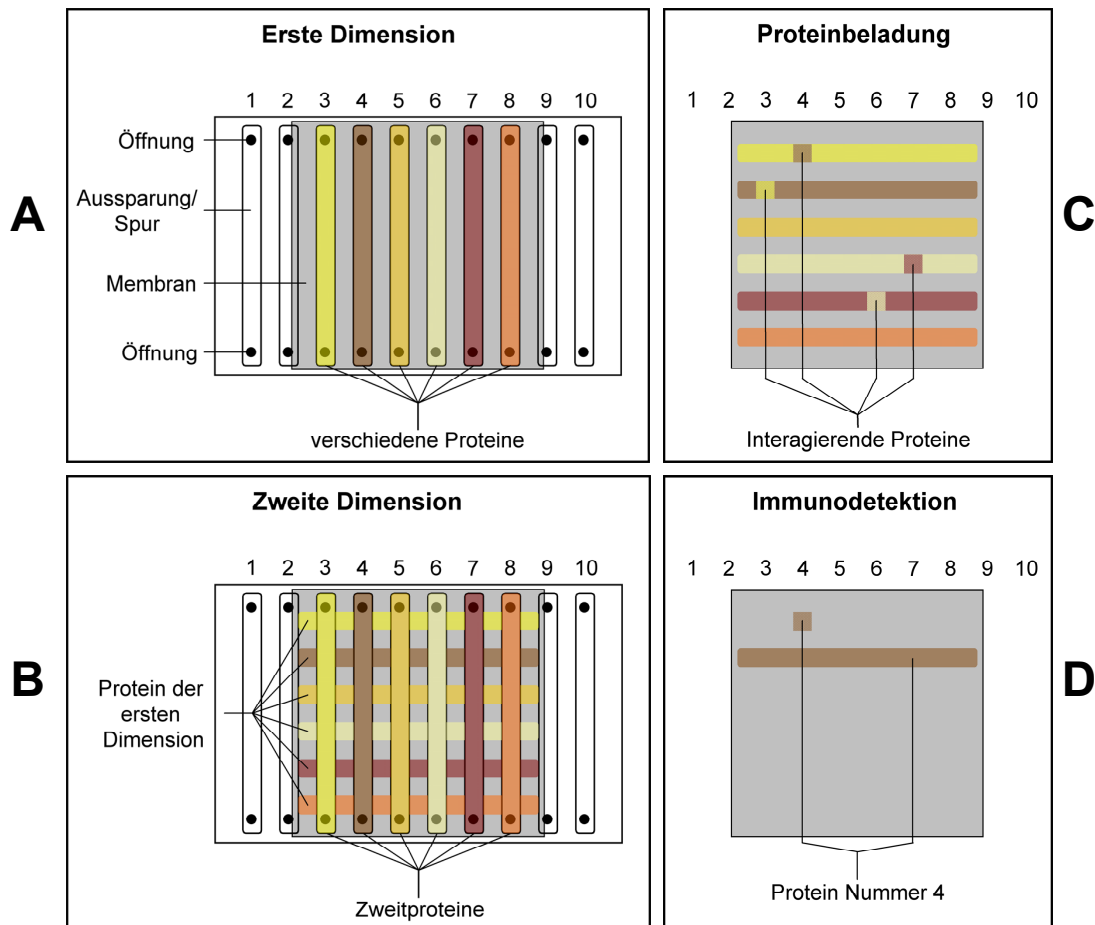 A
Erste Dimension
1 2 3 4 5 6 7 8 9 10
Öffnung
Aussparung/
Spur
Membran
Öffnung
verschiedene Proteine
Proteinbeladung
1 2 3 4 5 6 7 8 9 10
Interagierende Proteine
C
B
Zweite Dimension
1 2 3 4 5 6 7 8 9 10
Protein der
ersten
Dimension
Zweitproteine
Immunodetektion
1 2 3 4 5 6 7 8 9 10
Protein Nummer 4
D